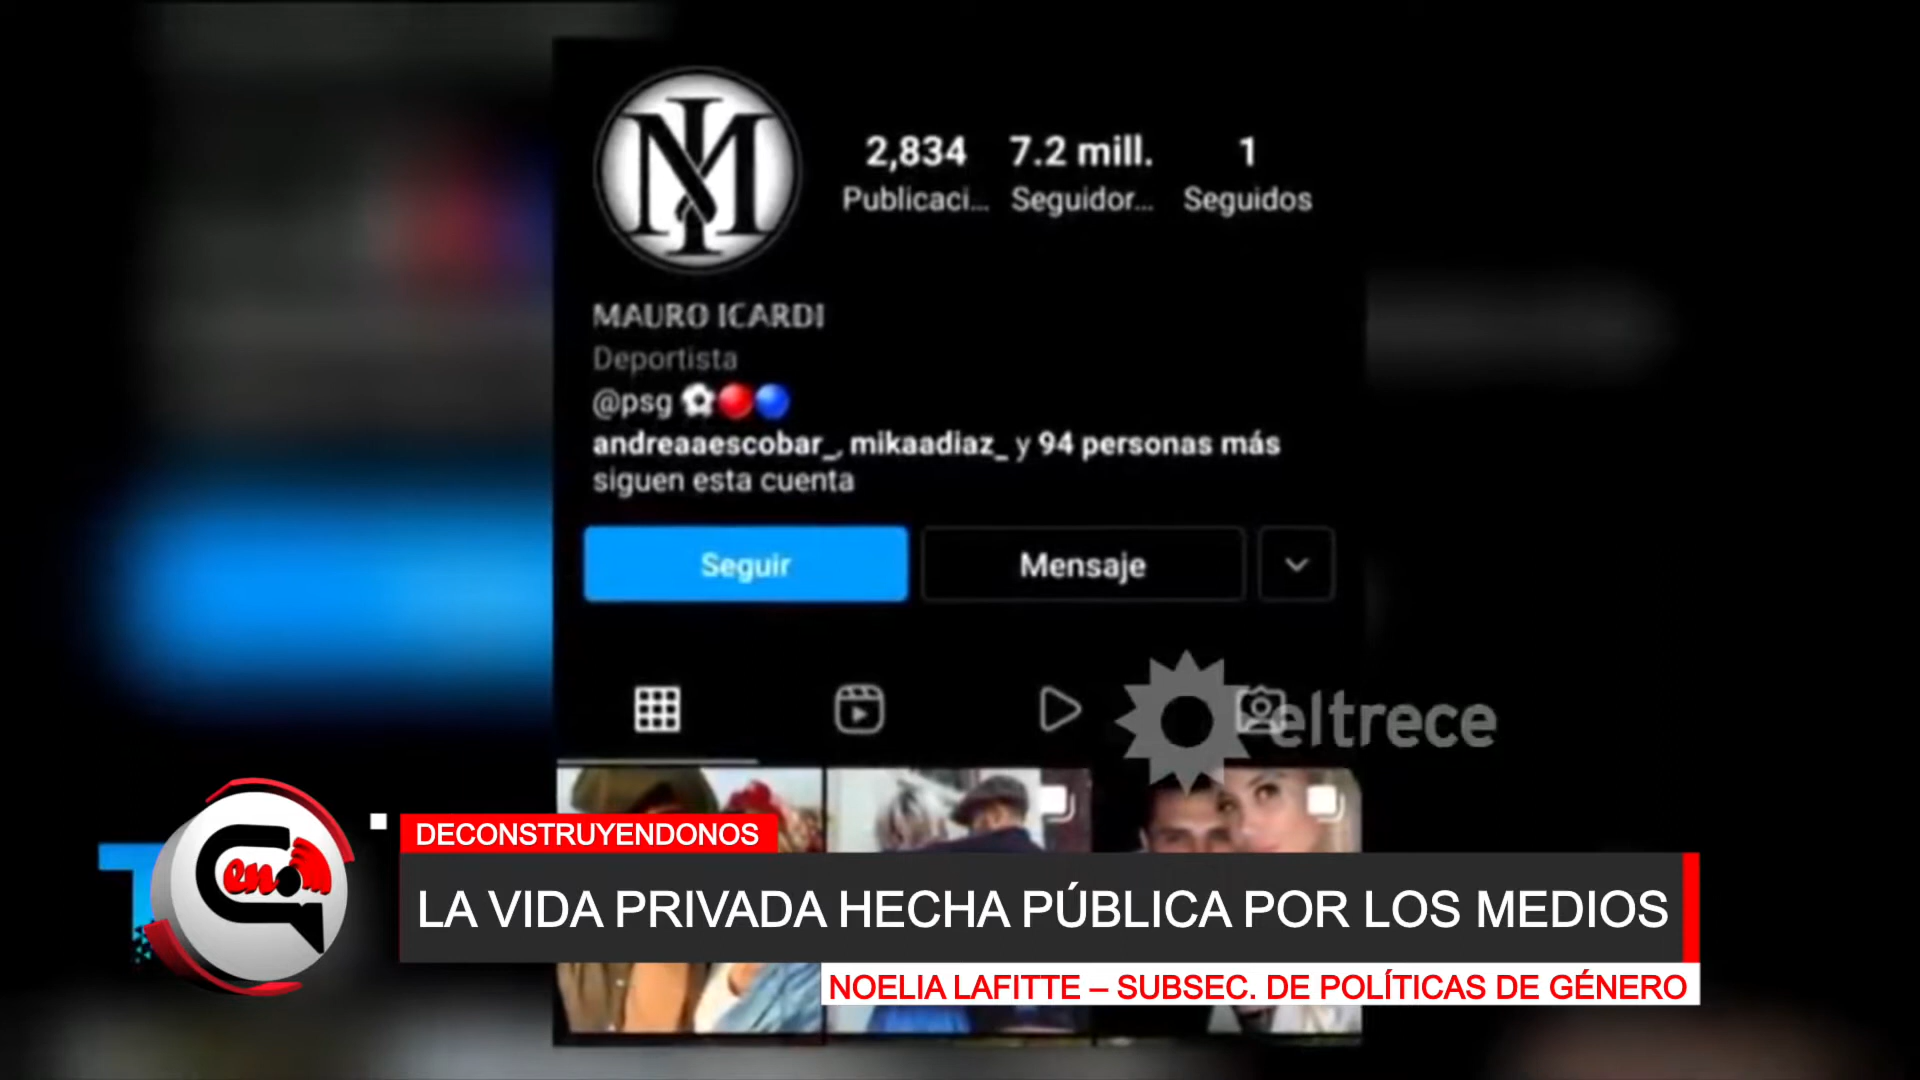 MI
2,834 7.2 mill. 1
Publicaci... Seguidor... Seguidos
MAURO ICARDI
Deportista
@psg ⚽🔴🔵
andreaaescobar_, mikaadiaz_ y 94 personas más
siguen esta cuenta
Seguir Mensaje
eltrece
en
DECONSTRUYENDONOS
LA VIDA PRIVADA HECHA PÚBLICA POR LOS MEDIOS
NOELIA LAFITTE – SUBSEC. DE POLÍTICAS DE GÉNERO